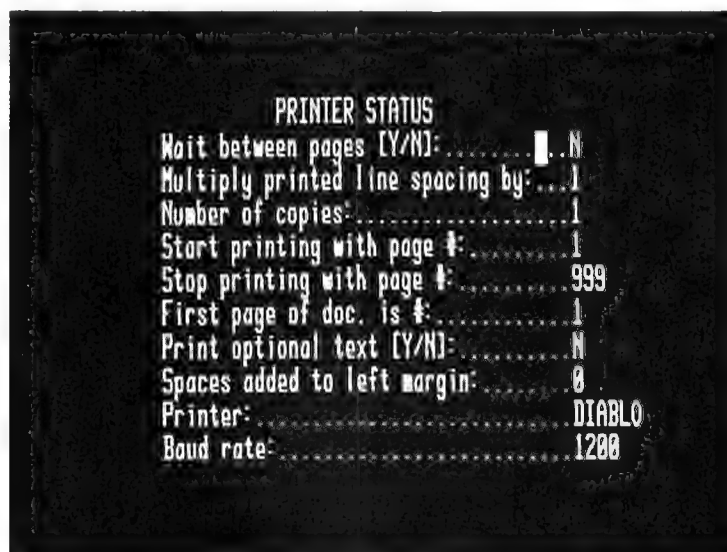 PRINTER STATUS
Wait between pages [Y/N]:..........N
Multiply printed line spacing by:...1
Number of copies:...................1
Start printing with page #:.........1
Stop printing with page #:..........999
First page of doc. is #:............1
Print optional text [Y/N]:..........N
Spaces added to left margin:........0
Printer:............................DIABLO
Baud rate:..........................1200